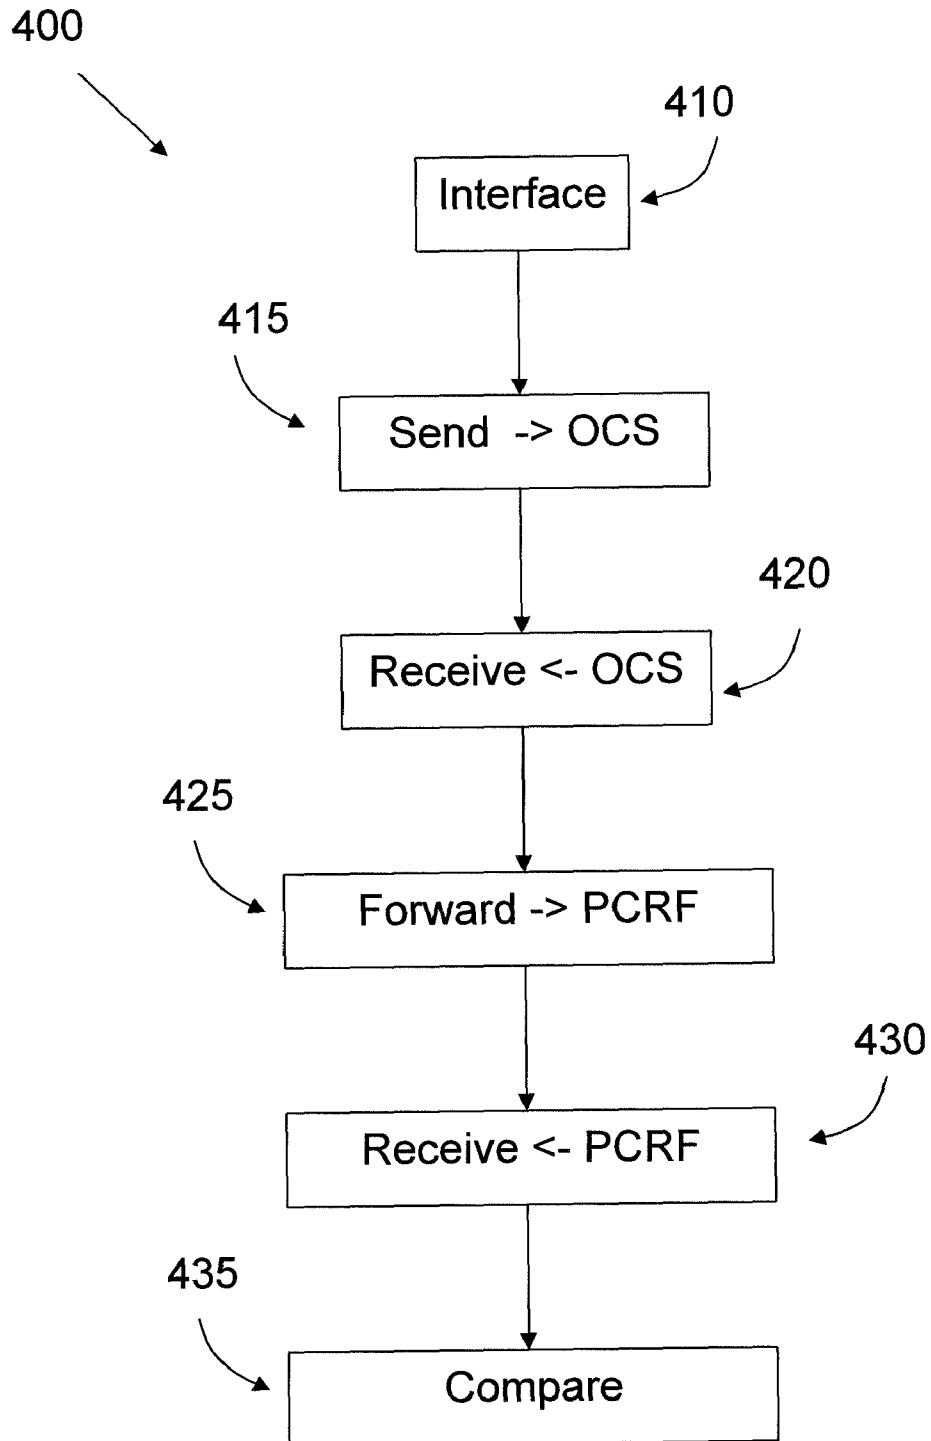 400
410
Interface
415
Send -> OCS
420
Receive <- OCS
425
Forward -> PCRF
430
Receive <- PCRF
435
Compare